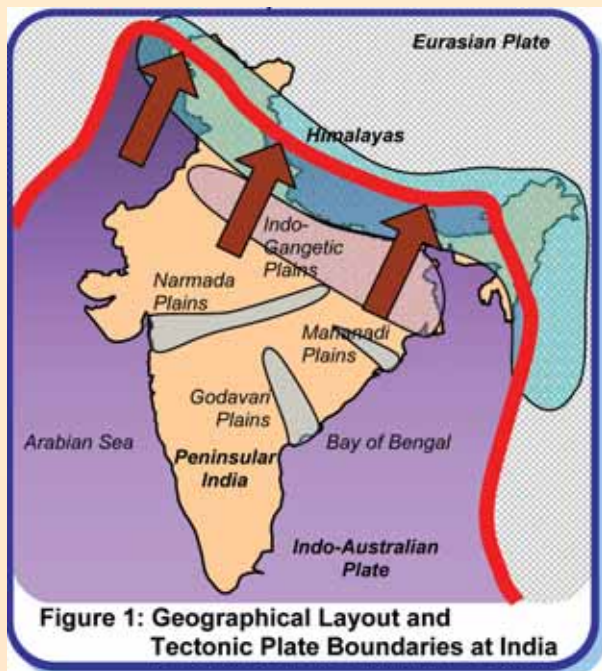 Eurasian Plate
Himalayas
Indo-
Gangetic
Plains
Narmada
Plains
Mahanadi
Plains
Godavari
Plains
Arabian Sea
Bay of Bengal
Peninsular
India
Indo-Australian
Plate
Figure 1: Geographical Layout and
Tectonic Plate Boundaries at India